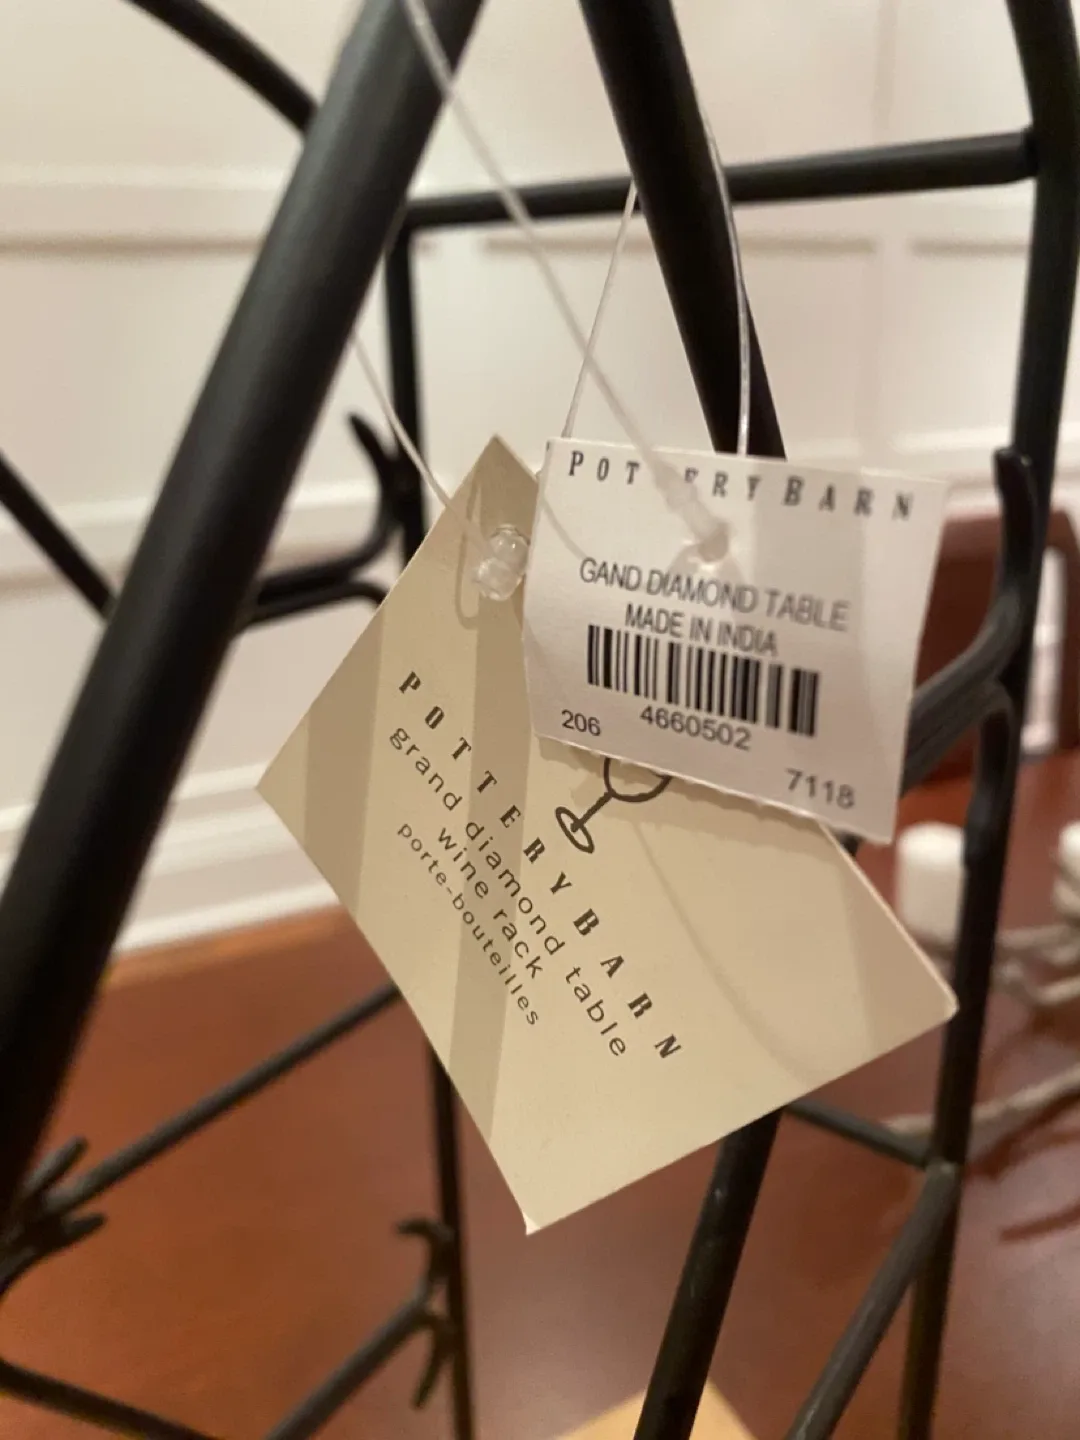 POTTERYBARN
GAND DIAMOND TABLE
MADE IN INDIA
206 4660502
7118
POTTERYBARN
grand diamond table
wine rack
porte-bouteilles